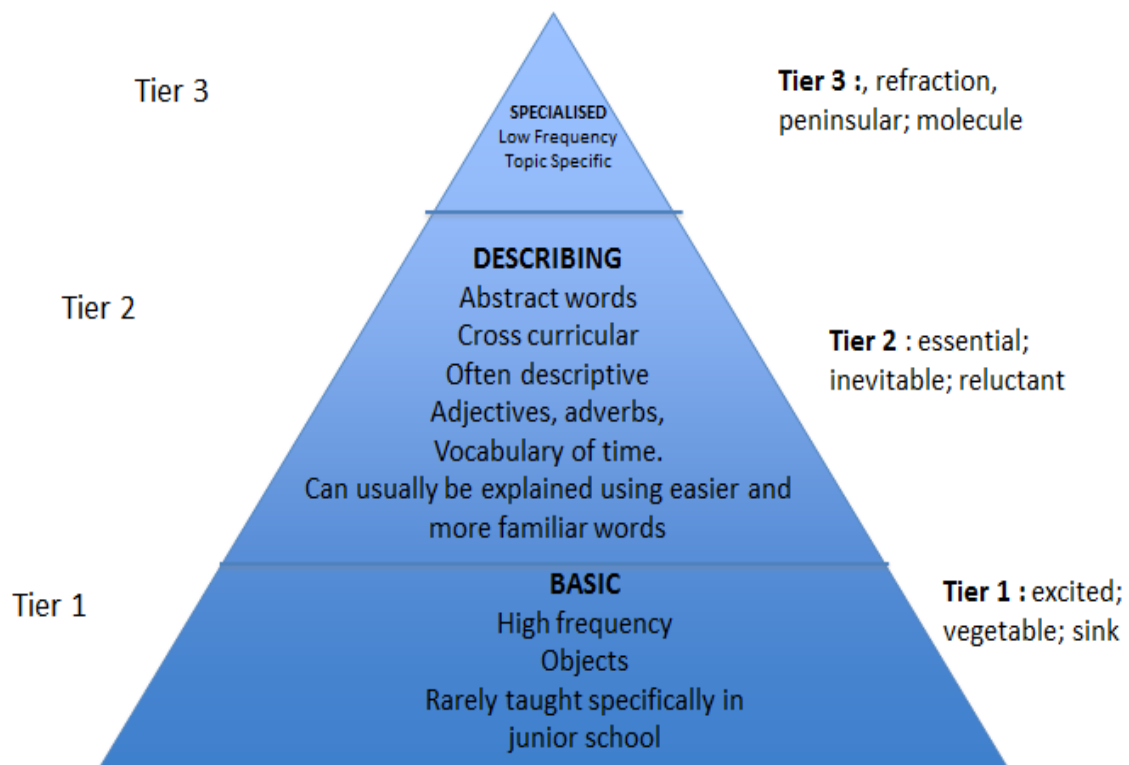 Tier 3
SPECIALISED
Low Frequency
Topic Specific
Tier 3 :, refraction,
peninsular; molecule
Tier 2
DESCRIBING
Abstract words
Cross curricular
Often descriptive
Adjectives, adverbs,
Vocabulary of time.
Can usually be explained using easier and
more familiar words
Tier 2 : essential;
inevitable; reluctant
Tier 1
BASIC
High frequency
Objects
Rarely taught specifically in
junior school
Tier 1 : excited;
vegetable; sink